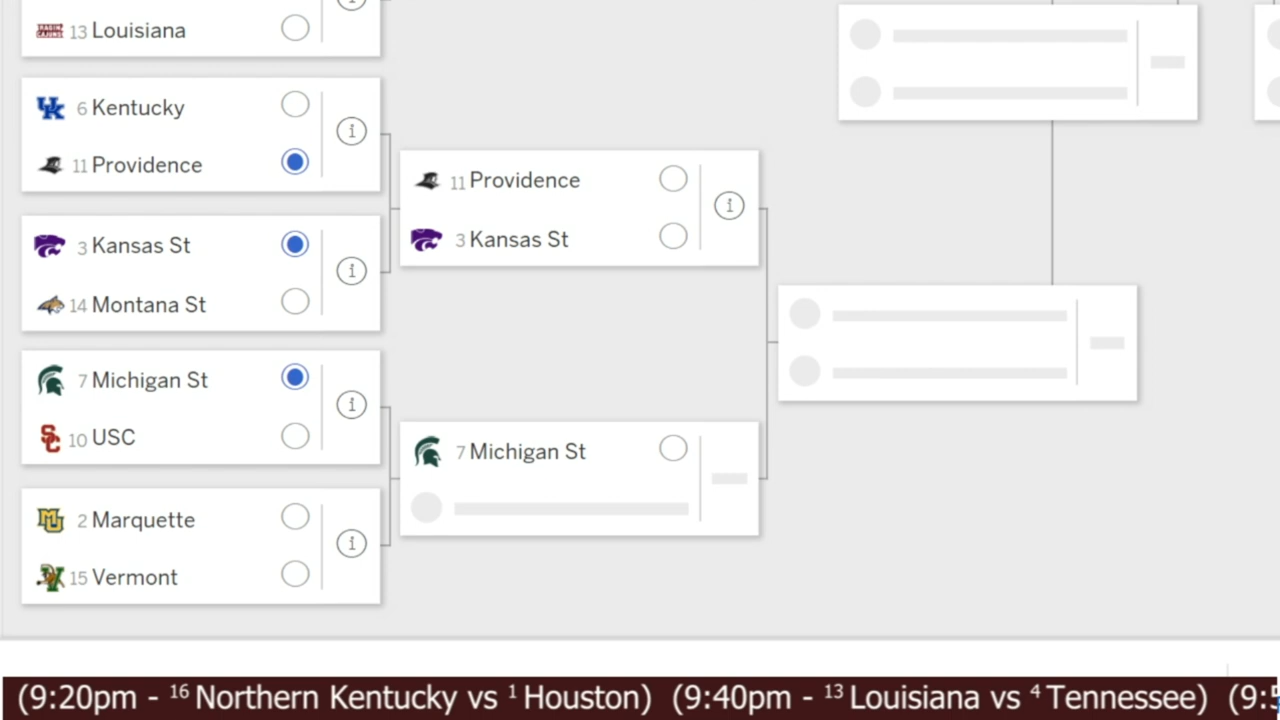 13 Louisiana
6 Kentucky
11 Providence
3 Kansas St
14 Montana St
7 Michigan St
10 USC
2 Marquette
15 Vermont
11 Providence
3 Kansas St
7 Michigan St
(9:20pm - 16 Northern Kentucky vs 1 Houston) (9:40pm - 13 Louisiana vs 4 Tennessee) (9:5